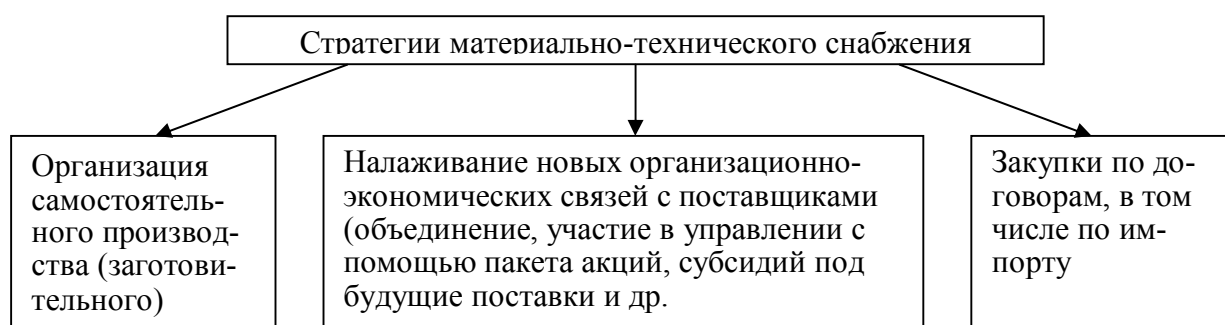 Стратегии материально-технического снабжения
Организация
самостоятель-
ного производ-
ства (заготови-
тельного)
Налаживание новых организационно-
экономических связей с поставщиками
(объединение, участие в управлении с
помощью пакета акций, субсидий под
будущие поставки и др.
Закупки по до-
говорам, в том
числе по им-
порту